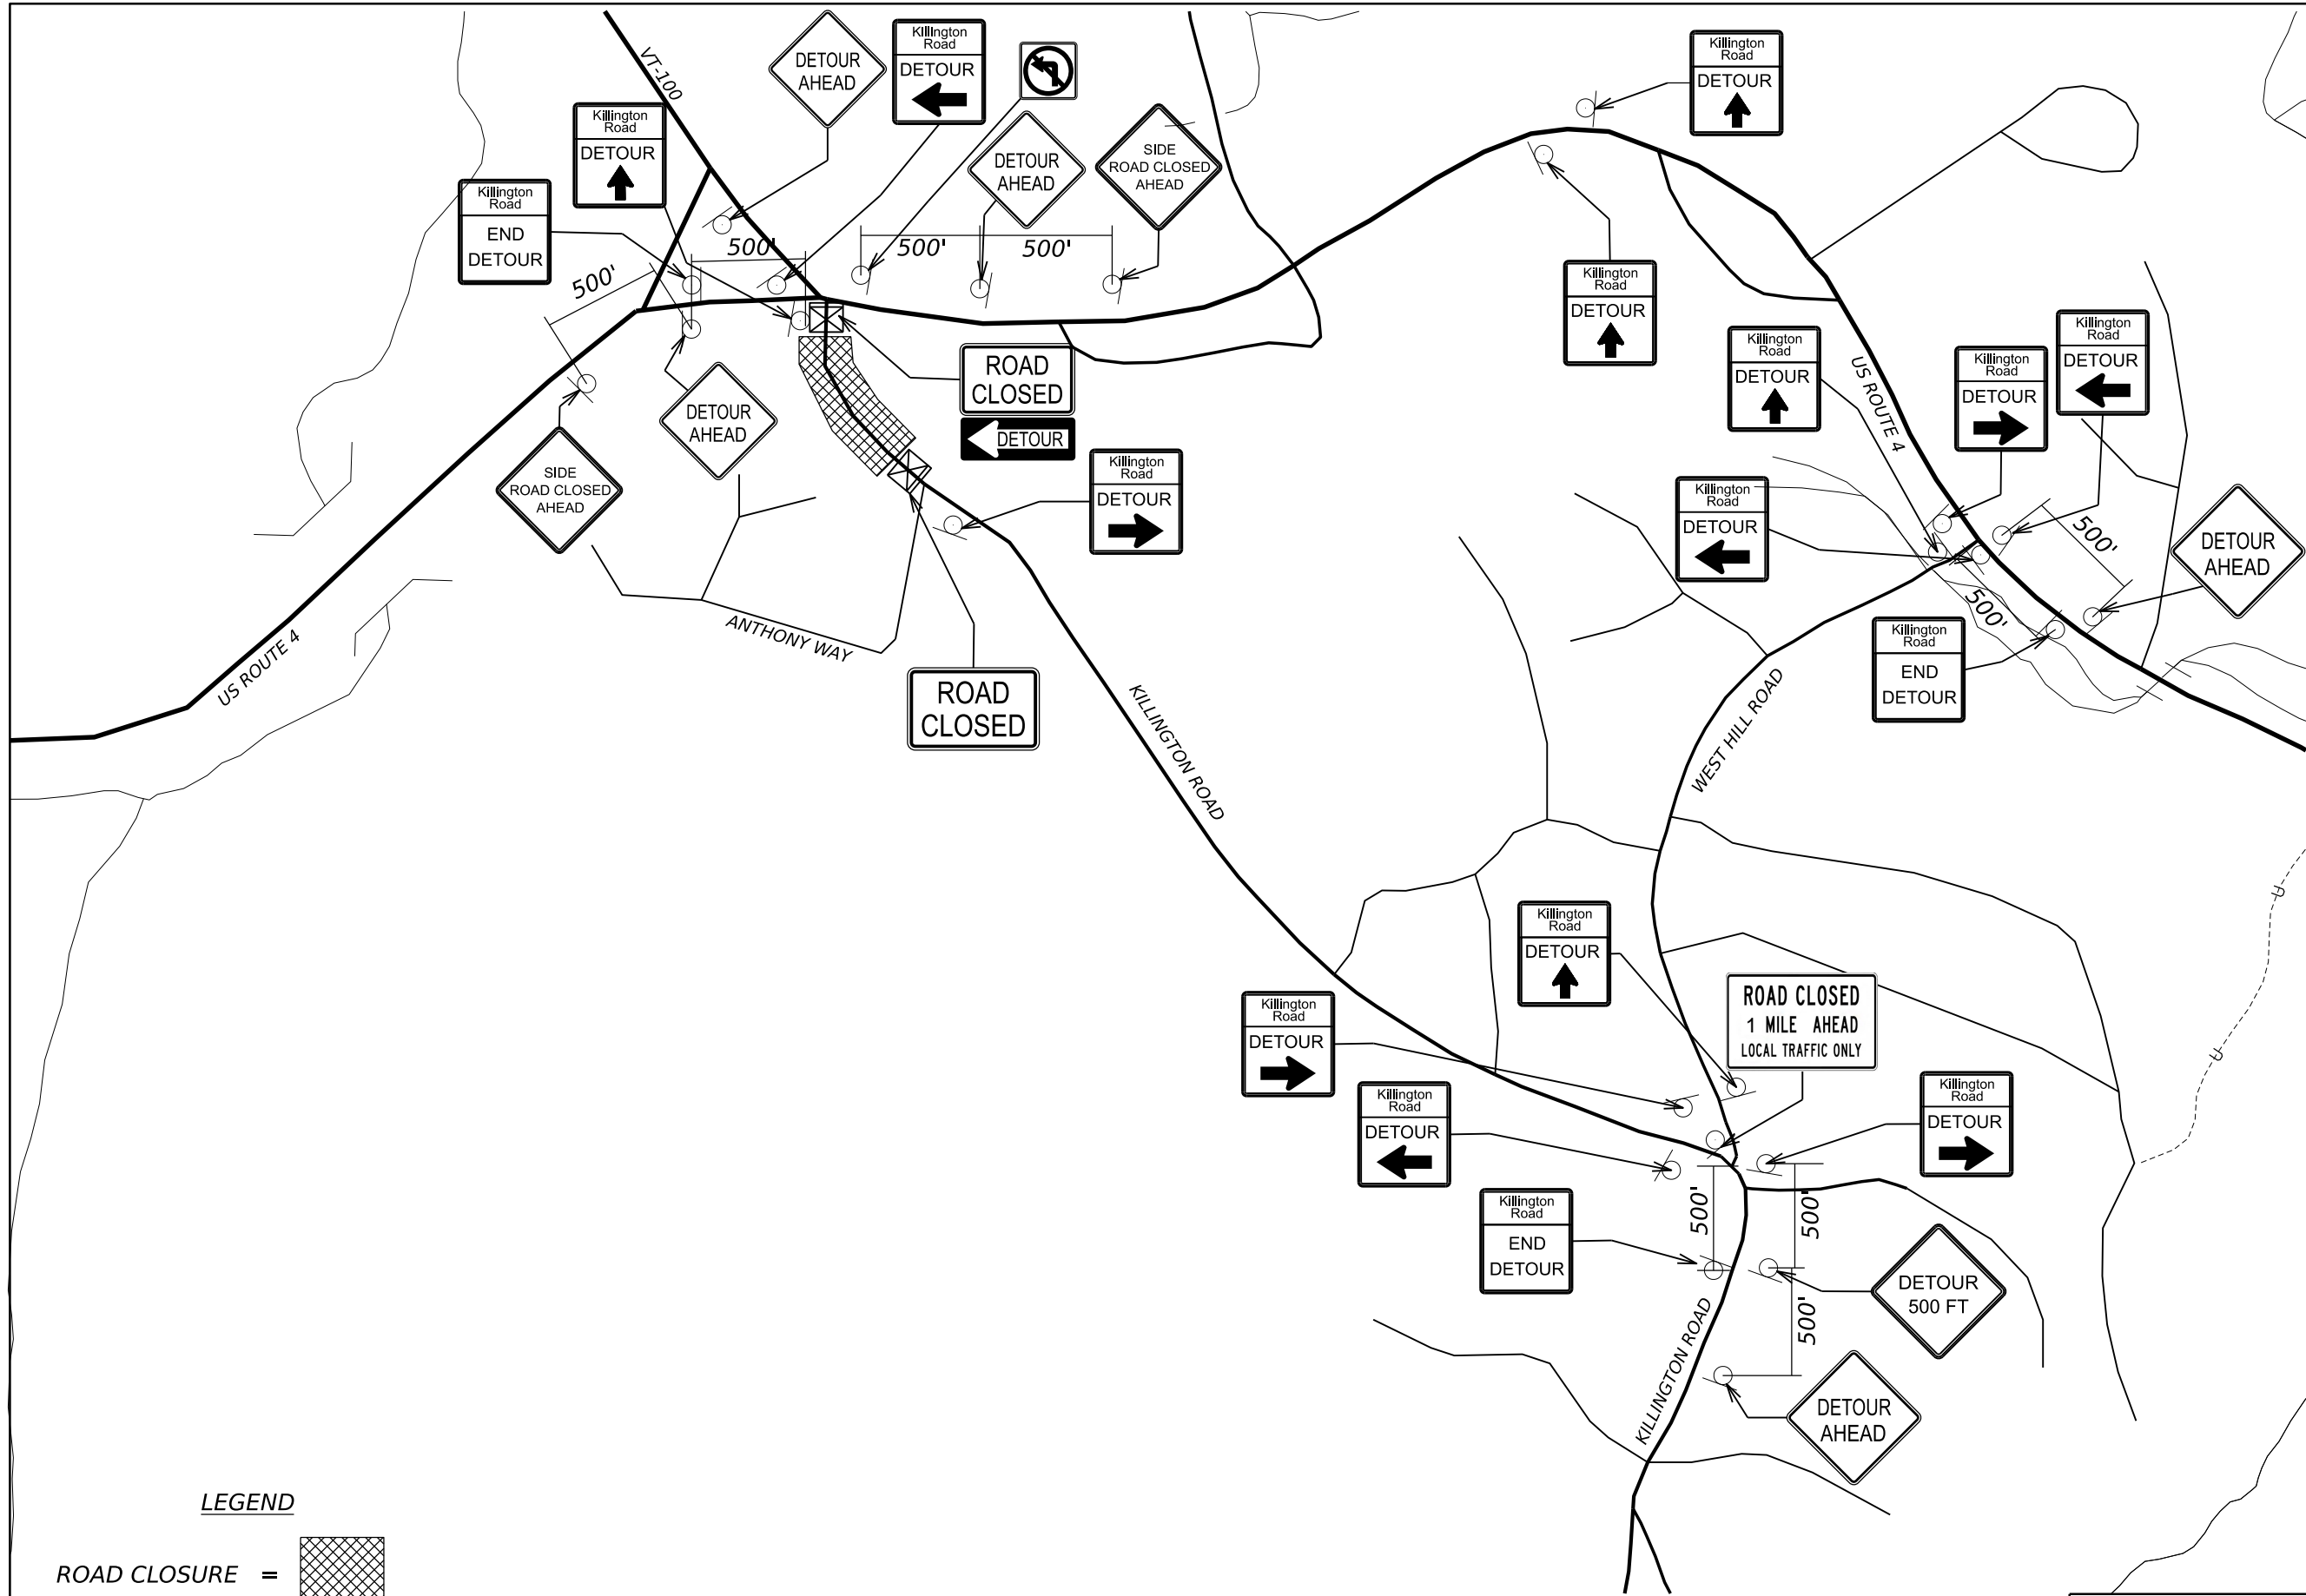 VT-100
DETOUR
AHEAD
Killington
Road
DETOUR
Killington
Road
DETOUR
Killington
Road
DETOUR
DETOUR
AHEAD
SIDE
ROAD CLOSED
AHEAD
Killington
Road
END
DETOUR
500'
500'
500'
500'
Killington
Road
DETOUR
ROAD
CLOSED
DETOUR
DETOUR
AHEAD
SIDE
ROAD CLOSED
AHEAD
Killington
Road
DETOUR
Killington
Road
DETOUR
US ROUTE 4
Killington
Road
DETOUR
Killington
Road
DETOUR
Killington
Road
DETOUR
500'
DETOUR
AHEAD
500'
Killington
Road
END
DETOUR
ANTHONY WAY
US ROUTE 4
ROAD
CLOSED
KILLINGTON ROAD
WEST HILL ROAD
U
U
Killington
Road
DETOUR
ROAD CLOSED
1 MILE AHEAD
LOCAL TRAFFIC ONLY
Killington
Road
DETOUR
Killington
Road
DETOUR
Killington
Road
DETOUR
Killington
Road
END
DETOUR
500'
500'
500'
DETOUR
500 FT
KILLINGTON ROAD
DETOUR
AHEAD
LEGEND
ROAD CLOSURE =